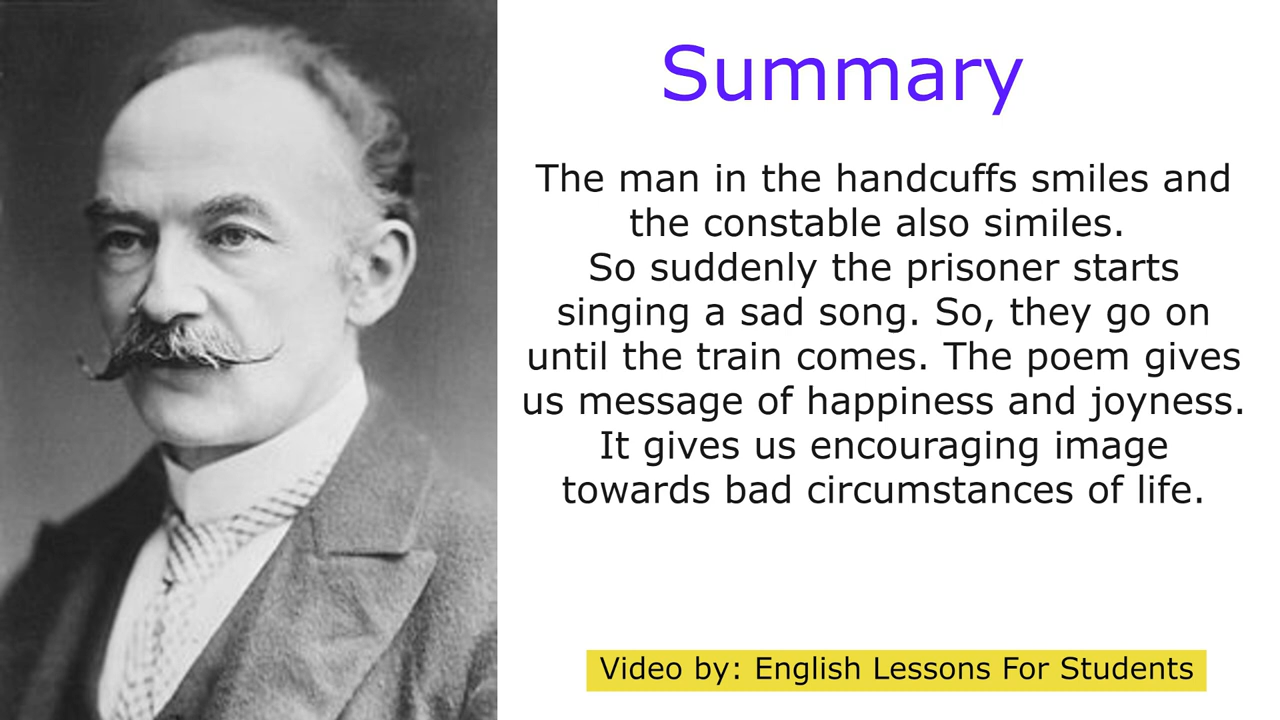 Summary
The man in the handcuffs smiles and
the constable also similes.
So suddenly the prisoner starts
singing a sad song. So, they go on
until the train comes. The poem gives
us message of happiness and joyness.
It gives us encouraging image
towards bad circumstances of life.
Video by: English Lessons For Students